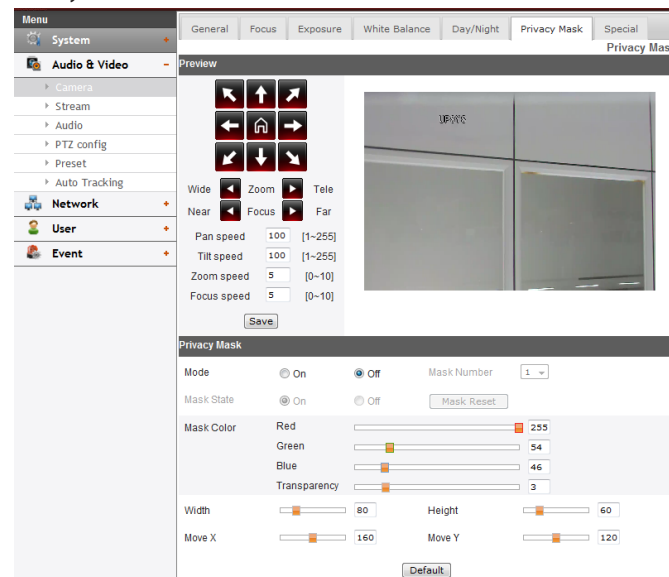 Menu
General Focus Exposure White Balance Day/Night Privacy Mask Special
System +
Privacy Mas
Audio & Video -
Preview
Camera
Stream
Audio
PTZ config
Preset
Auto Tracking
Network +
User +
Event +
Wide Zoom Tele
Near Focus Far
Pan speed 100 [1~255]
Tilt speed 100 [1~255]
Zoom speed 5 [0~10]
Focus speed 5 [0~10]
Save
Privacy Mask
Mode On Off Mask Number 1
Mask State On Off Mask Reset
Mask Color Red 255
Green 54
Blue 46
Transparency 3
Width 80 Height 60
Move X 160 Move Y 120
Default